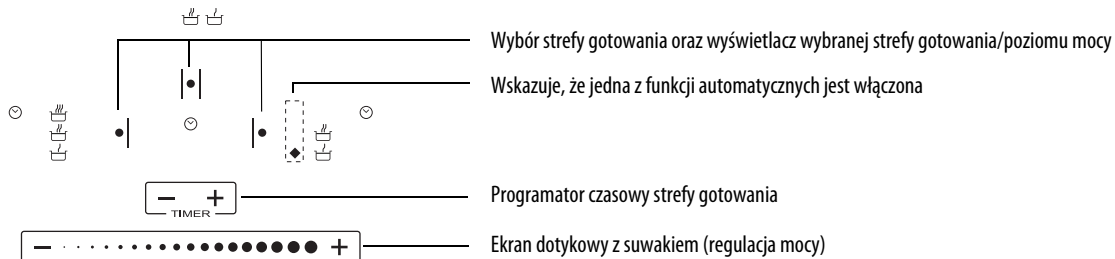 Wybór strefy gotowania oraz wyświetlacz wybranej strefy gotowania/poziomu mocy
Wskazuje, że jedna z funkcji automatycznych jest włączona
Programator czasowy strefy gotowania
TIMER
Ekran dotykowy z suwakiem (regulacja mocy)